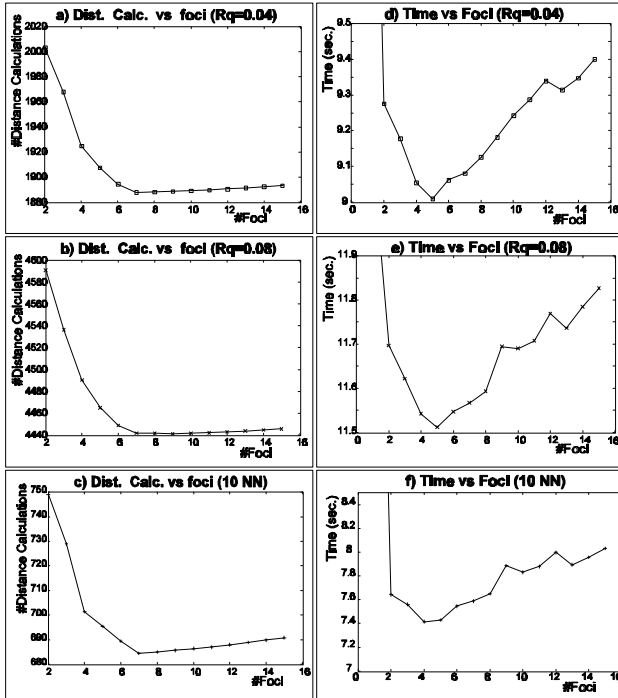 a) Dist. Calc. vs foci (Rq=0.04)
#Distance Calculations
2020
2000
1980
1960
1940
1920
1900
1880
2 4 6 8 10 12 14 16
#Foci
d) Time vs Foci (Rq=0.04)
Time (sec.)
9.5
9.4
9.3
9.2
9.1
9
0 2 4 6 8 10 12 14 16
#Foci
b) Dist. Calc. vs foci (Rq=0.08)
#Distance Calculations
4600
4580
4560
4540
4520
4500
4480
4460
4440
2 4 6 8 10 12 14 16
#Foci
e) Time vs Foci (Rq=0.08)
Time (sec.)
11.9
11.8
11.7
11.6
11.5
0 2 4 6 8 10 12 14 16
#Foci
c) Dist. Calc. vs foci (10 NN)
#Distance Calculations
750
740
730
720
710
700
690
680
2 4 6 8 10 12 14 16
#Foci
f) Time vs Foci (10 NN)
Time (sec.)
8.4
8
7.8
7.6
7.4
7.2
7
0 2 4 6 8 10 12 14 16
#Foci